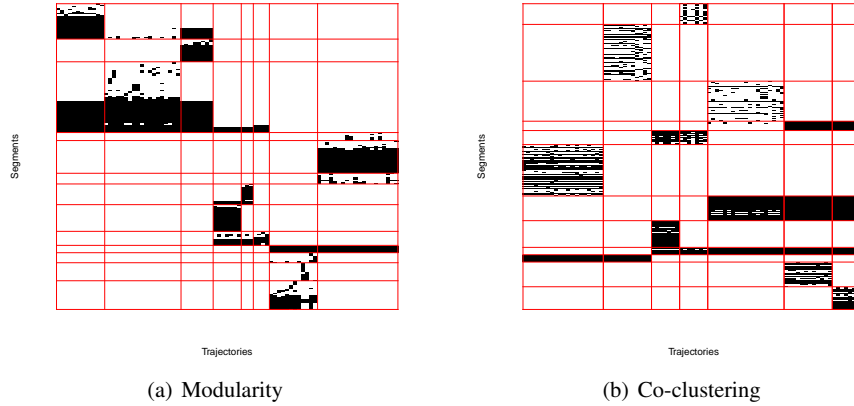 Segments
Trajectories
(a) Modularity
Segments
Trajectories
(b) Co-clustering